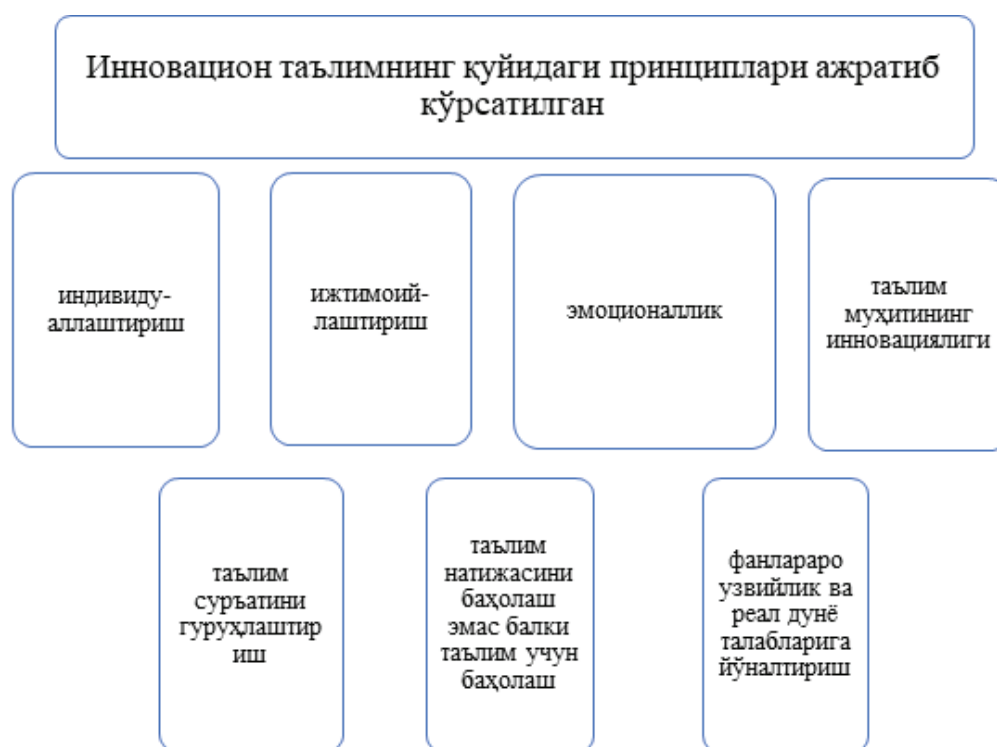 Инновацион таълимнинг қуйидаги принциплари ажратиб
кўрсатилган
индивиду-
аллаштириш
ижтимоий-
лаштириш
эмоционаллик
таълим
муҳитининг
инновациялиги
таълим
суръатини
гуруҳлаштир
иш
таълим
натижасини
баҳолаш
эмас балки
таълим учун
баҳолаш
фанлараро
узвийлик ва
реал дунё
талабларига
йўналтириш